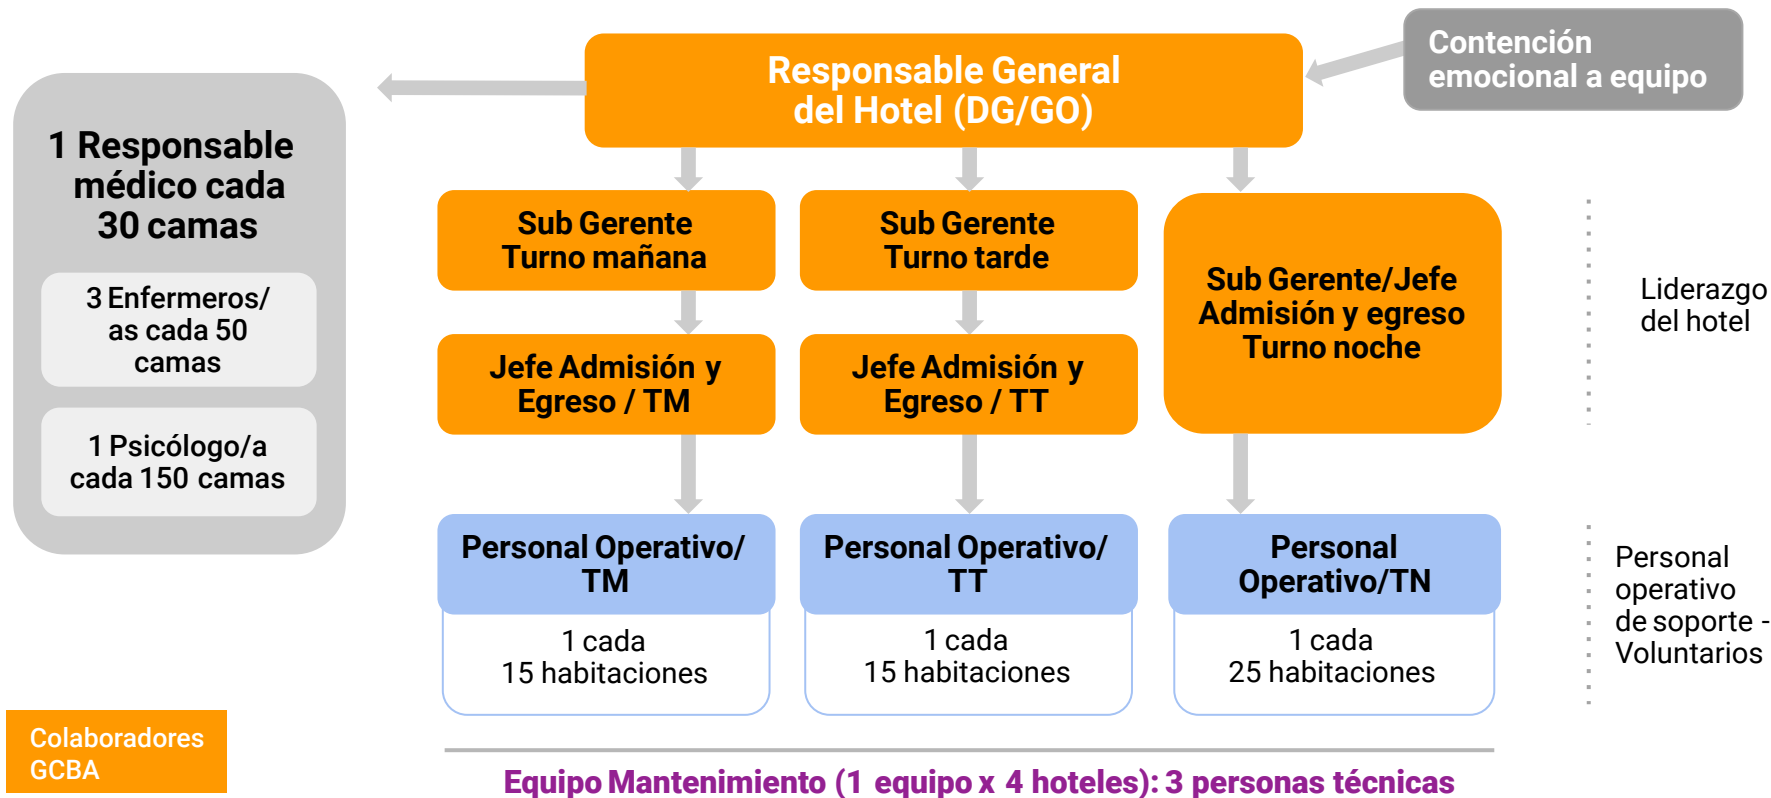 Responsable General
del Hotel (DG/GO)
Contención
emocional a equipo
1 Responsable
médico cada
30 camas
3 Enfermeros/
as cada 50
camas
1 Psicólogo/a
cada 150 camas
Sub Gerente
Turno mañana
Sub Gerente
Turno tarde
Sub Gerente/Jefe
Admisión y egreso
Turno noche
Jefe Admisión y
Egreso / TM
Jefe Admisión y
Egreso / TT
Liderazgo
del hotel
Personal Operativo/
TM
1 cada
15 habitaciones
Personal Operativo/
TT
1 cada
15 habitaciones
Personal
Operativo/TN
1 cada
25 habitaciones
Personal
operativo
de soporte -
Voluntarios
Colaboradores
GCBA
Equipo Mantenimiento (1 equipo x 4 hoteles): 3 personas técnicas